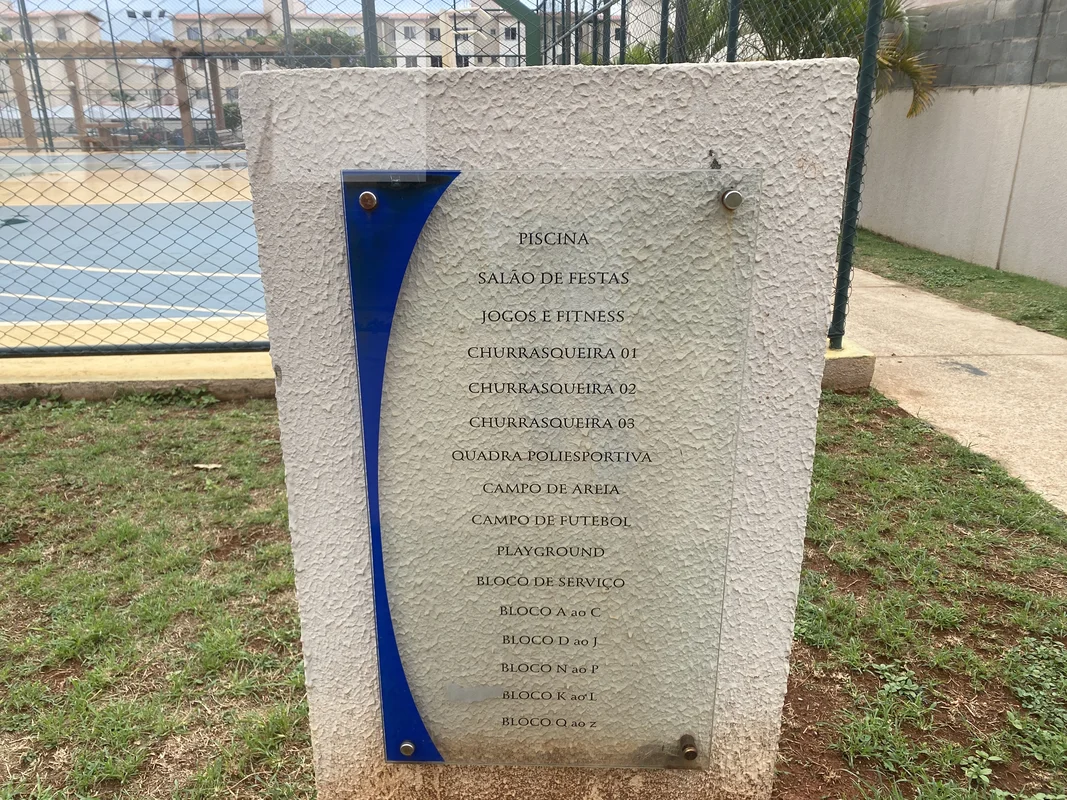 PISCINA
SALÃO DE FESTAS
JOGOS E FITNESS
CHURRASQUEIRA 01
CHURRASQUEIRA 02
CHURRASQUEIRA 03
QUADRA POLIESPORTIVA
CAMPO DE AREIA
CAMPO DE FUTEBOL
PLAYGROUND
BLOCO DE SERVIÇO
BLOCO A ao C
BLOCO D ao J
BLOCO N ao P
BLOCO K ao L
BLOCO Q ao z